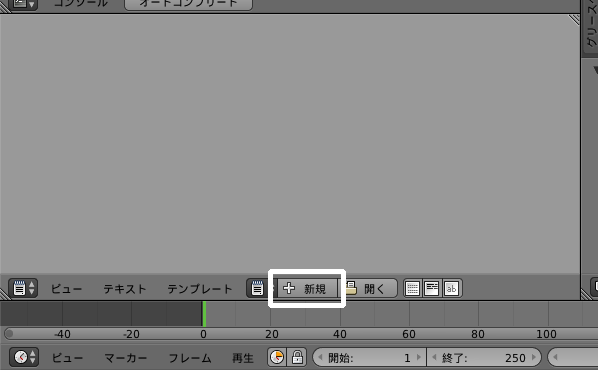 コンソール オートコンプリート
グリースペ
ビュー テキスト テンプレート 新規 開く ab
-40 -20 0 20 40 60 80 100
ビュー マーカー フレーム 再生 開始: 1 終了: 250